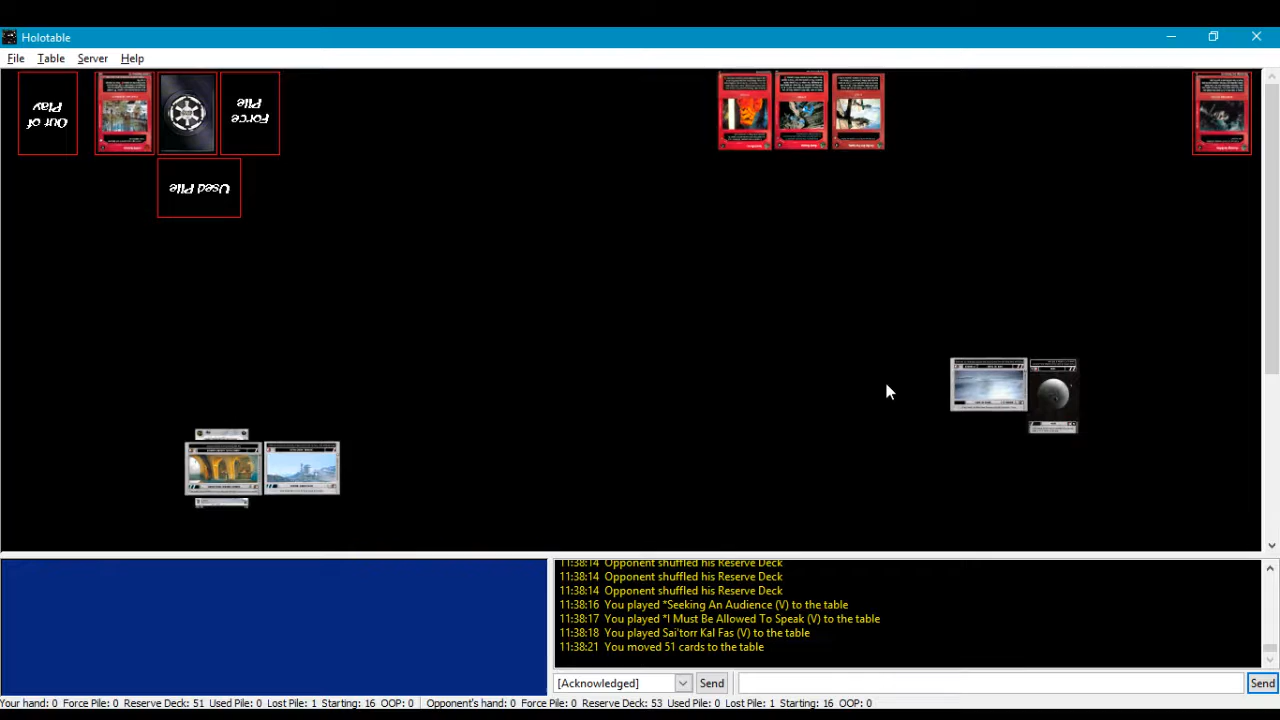 Holotable
File Table Server Help
Out of
Play
Force
Pile
Used Pile
11:38:14 Opponent shuffled his Reserve Deck
11:38:14 Opponent shuffled his Reserve Deck
11:38:14 Opponent shuffled his Reserve Deck
11:38:16 You played *Seeking An Audience (V) to the table
11:38:17 You played *I Must Be Allowed To Speak (V) to the table
11:38:18 You played Sai'torr Kal Fas (V) to the table
11:38:21 You moved 51 cards to the table
[Acknowledged] Send Send
Your hand: 0 Force Pile: 0 Reserve Deck: 51 Used Pile: 0 Lost Pile: 1 Starting: 16 OOP: 0 Opponent's hand: 0 Force Pile: 0 Reserve Deck: 53 Used Pile: 0 Lost Pile: 1 Starting: 16 OOP: 0